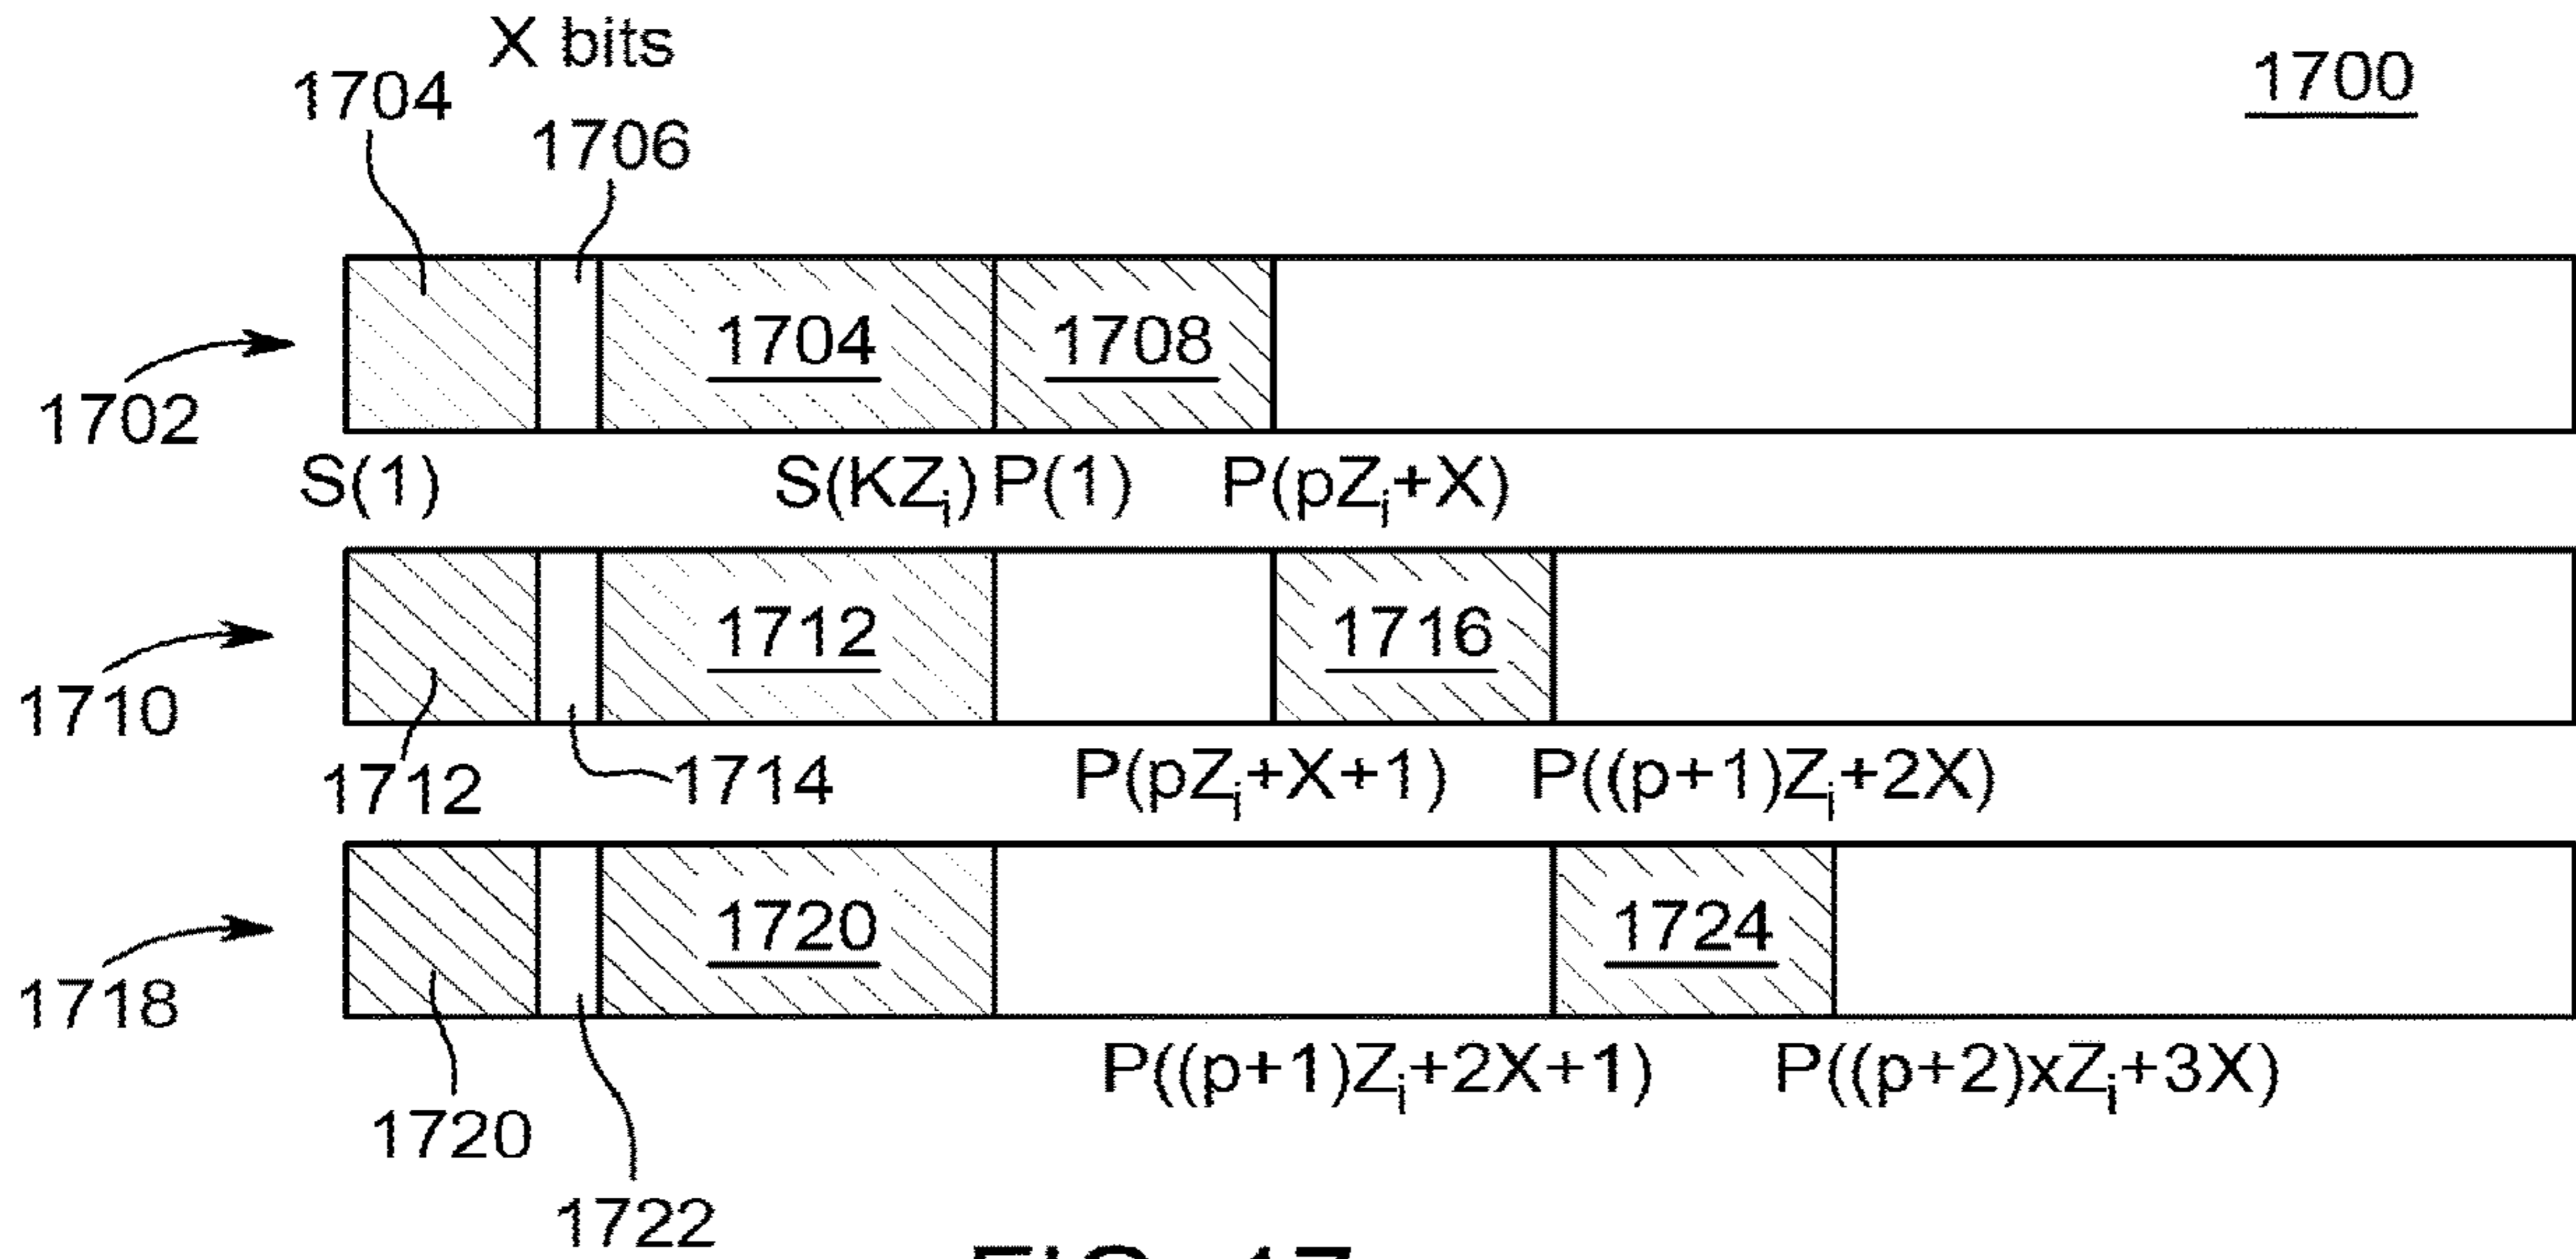 X bits
1704
1706
1700
1704
1708
1702
S(1)
S(KZi)
P(1)
P(pZi+X)
1712
1716
1710
1712
1714
P(pZi+X+1)
P((p+1)Zi+2X)
1720
1724
1718
P((p+1)Zi+2X+1)
P((p+2)xZi+3X)
1720
1722